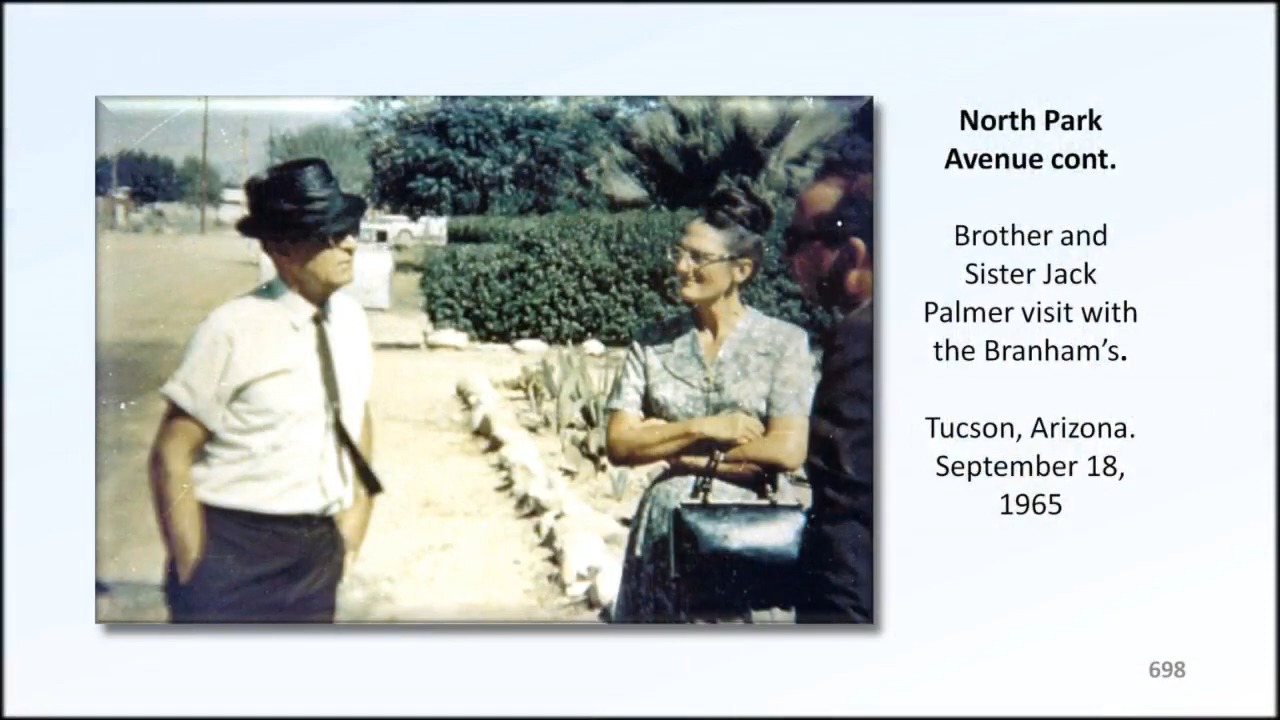 North Park
Avenue cont.
Brother and
Sister Jack
Palmer visit with
the Branham’s.
Tucson, Arizona.
September 18,
1965
698